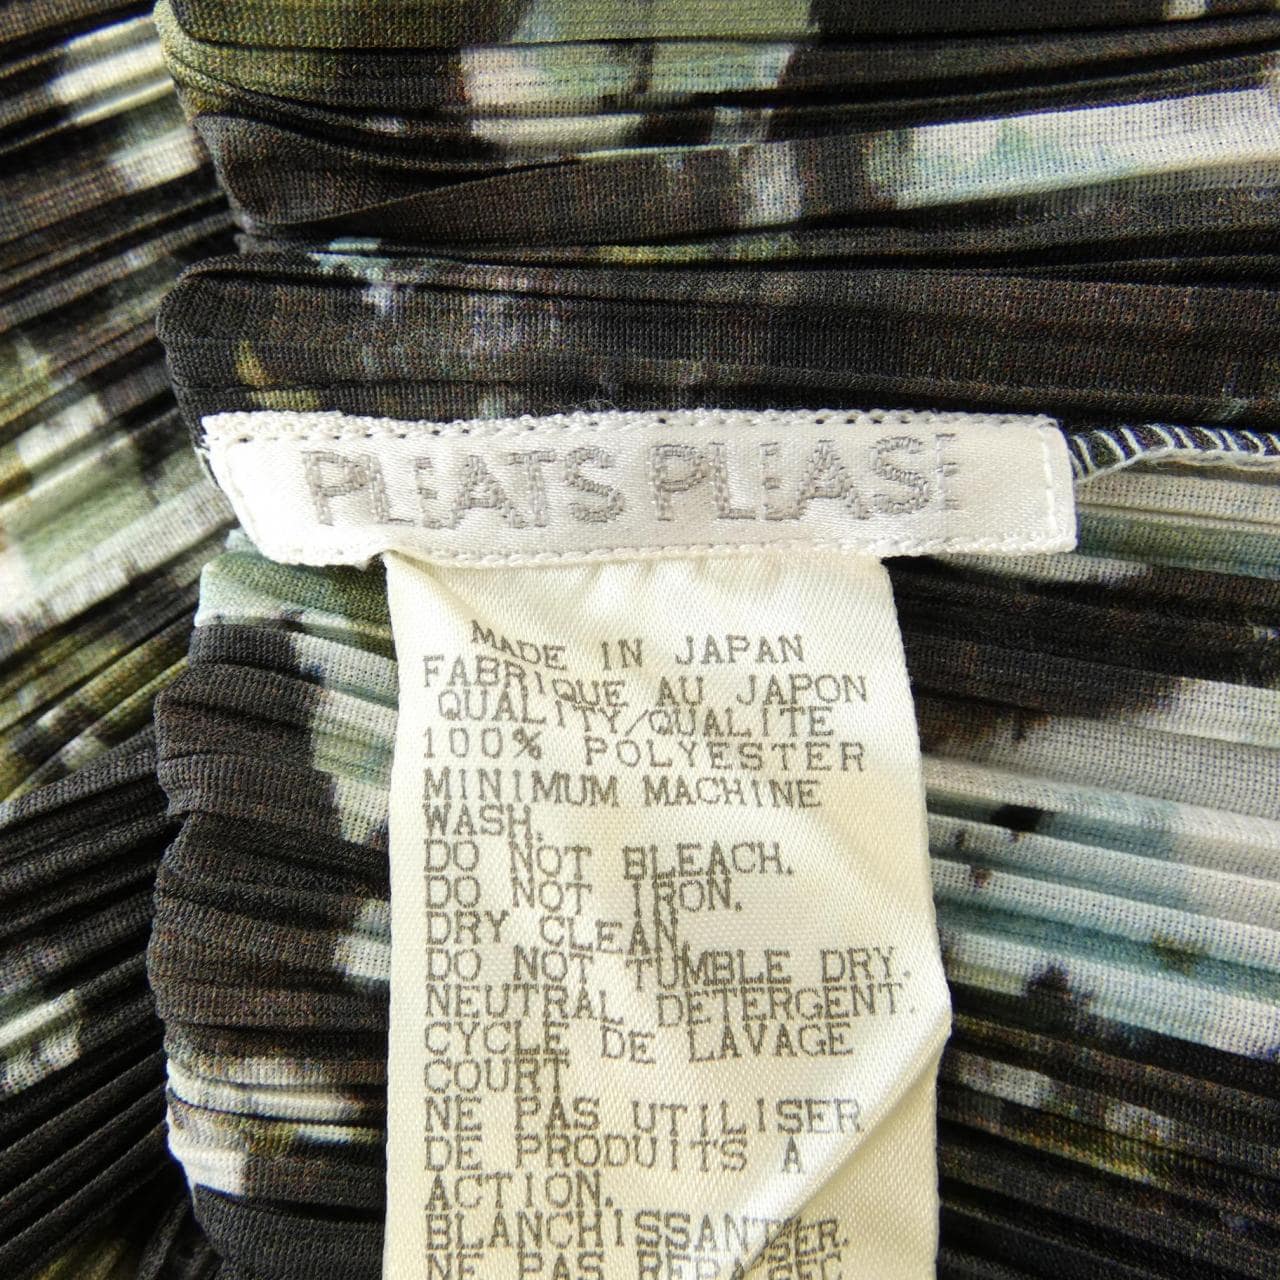 PLEATS PLEASE
MADE IN JAPAN
FABRIQUE AU JAPON
QUALITY/QUALITE
100% POLYESTER
MINIMUM MACHINE
WASH.
DO NOT BLEACH.
DO NOT IRON.
DRY CLEAN.
DO NOT TUMBLE DRY.
NEUTRAL DETERGENT.
CYCLE DE LAVAGE
COURT
NE PAS UTILISER
DE PRODUITS A
ACTION.
BLANCHISSANTE
NE PAS